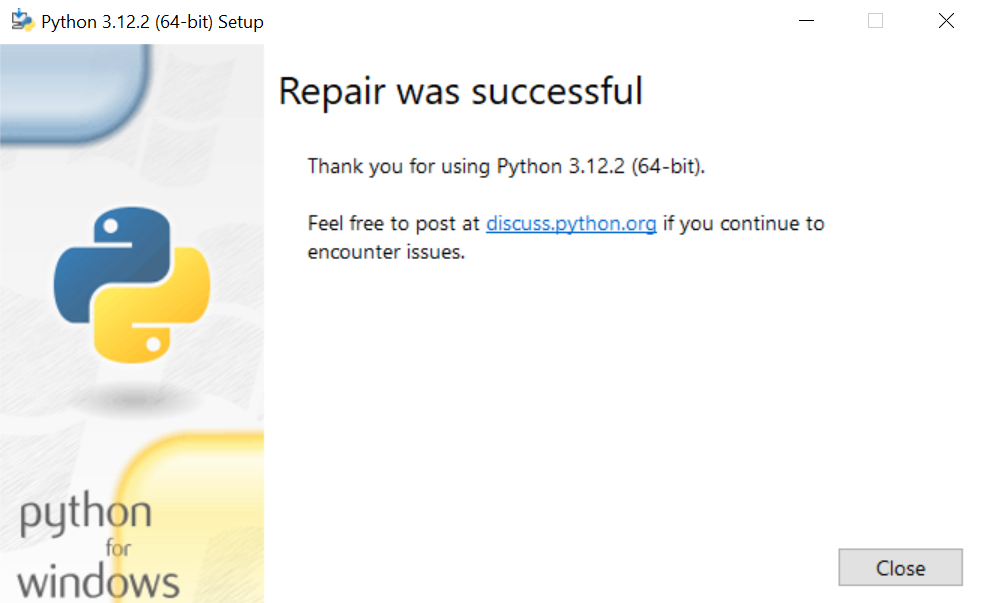 Python 3.12.2 (64-bit) Setup
Repair was successful
Thank you for using Python 3.12.2 (64-bit).
Feel free to post at discuss.python.org if you continue to
encounter issues.
python
for
windows
Close